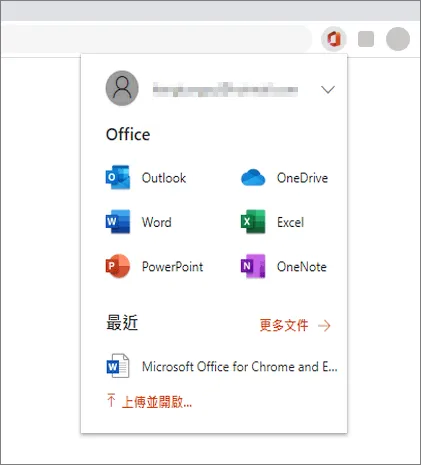 Office
Outlook
OneDrive
Word
Excel
PowerPoint
OneNote
最近
更多文件
Microsoft Office for Chrome and E...
上傳並開啟...